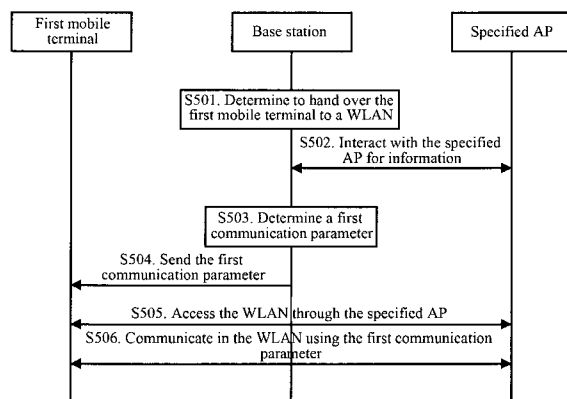 First mobile
terminal
Base station
Specified AP
S501. Determine to hand over the
first mobile terminal to a WLAN
S502. Interact with the specified
AP for information
S503. Determine a first
communication parameter
S504. Send the first
communication parameter
S505. Access the WLAN through the specified AP
S506. Communicate in the WLAN using the first communication
parameter